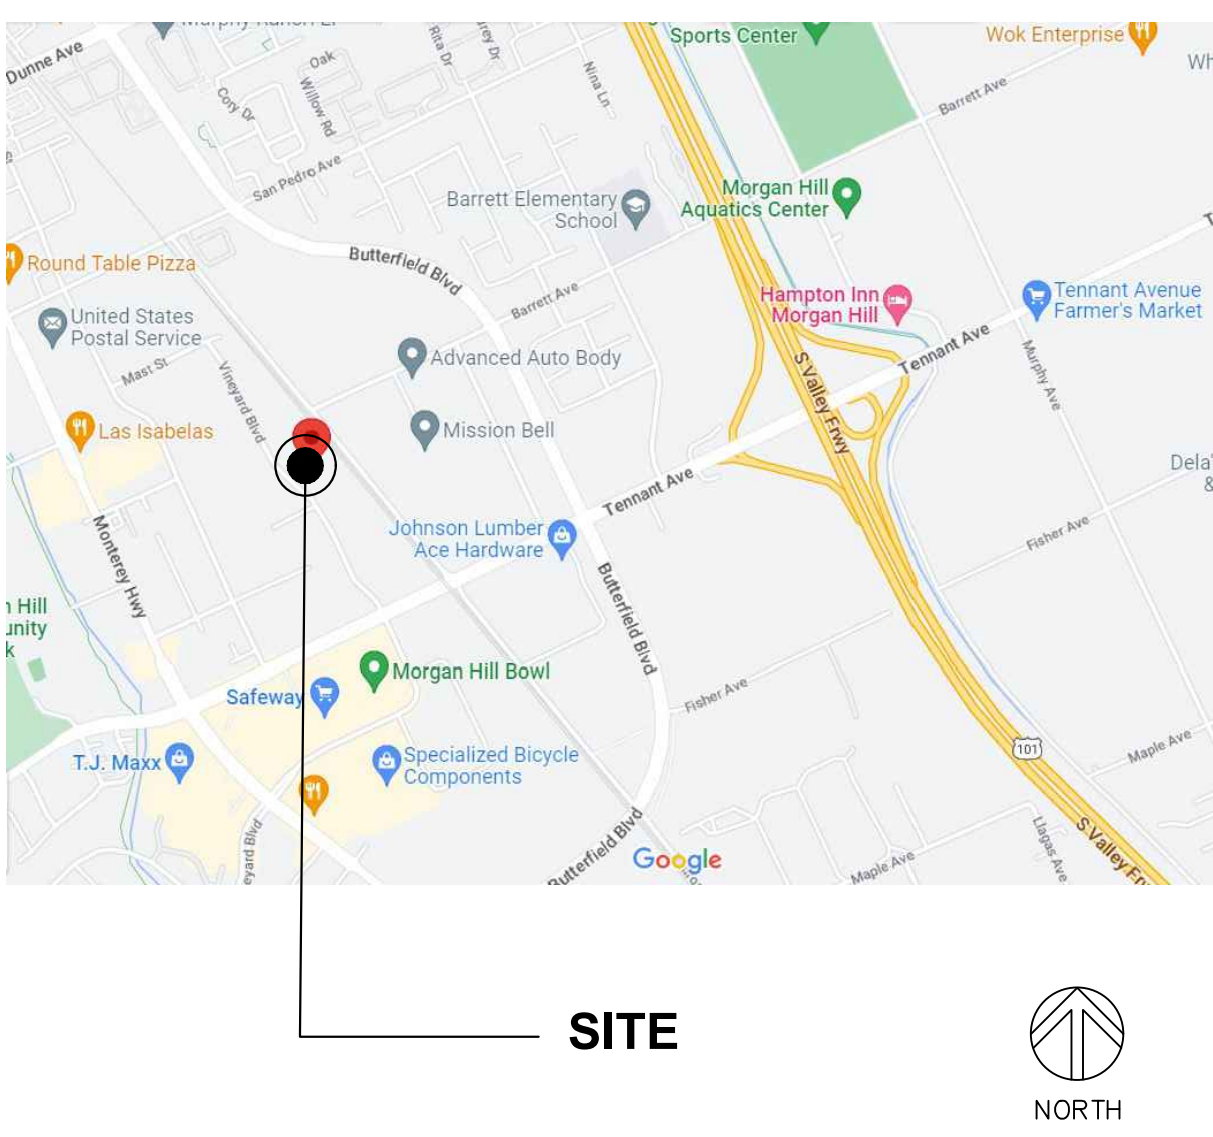 Murphy Ranch Ln
Sports Center
Wok Enterprise
Dunne Ave
Oak
Willow Rd
Cory Dr
Rita Dr
Nina Ln
Barrett Ave
San Pedro Ave
Barrett Elementary
School
Morgan Hill
Aquatics Center
Butterfield Blvd
Round Table Pizza
Barrett Ave
Hampton Inn
Morgan Hill
Tennant Avenue
Farmer's Market
United States
Postal Service
Mast St
Vineyard Blvd
Advanced Auto Body
S Valley Frwy
Tennant Ave
Murphy Ave
Las Isabelas
Mission Bell
Tennant Ave
Monterey Hwy
Johnson Lumber
Ace Hardware
Fisher Ave
Butterfield Blvd
Hill
Morgan Hill Bowl
Safeway
Fisher Ave
T.J. Maxx
Specialized Bicycle
Components
101
Maple Ave
Butterfield Blvd
Google
Maple Ave
Llagas Ave
S Valley
SITE
NORTH